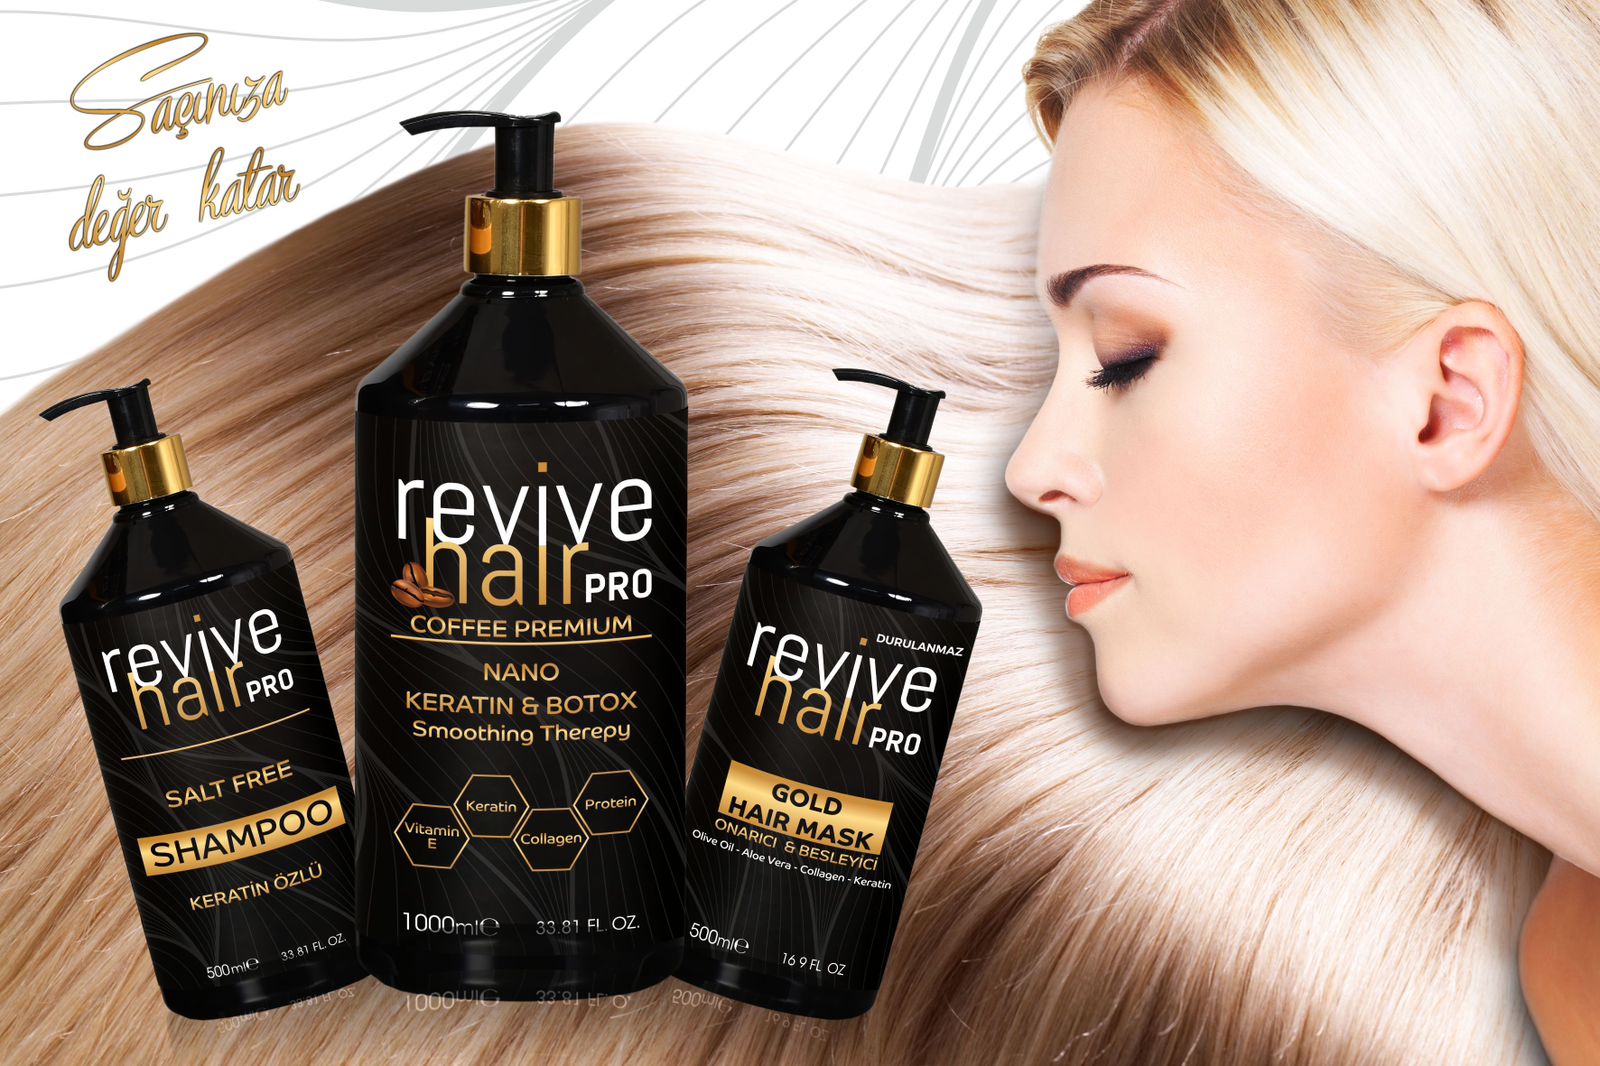 Saçınıza
değer katar
revive
hair PRO
SALT FREE
SHAMPOO
KERATİN ÖZLÜ
500ml℮ 33.81 FL. OZ.
revive
hair PRO
COFFEE PREMIUM
NANO
KERATIN & BOTOX
Smoothing Therepy
Vitamin
E
Keratin
Collagen
Protein
1000ml℮ 33.81 FL. OZ.
DURULANMAZ
revive
hair PRO
GOLD
HAIR MASK
ONARICI & BESLEYİCİ
Olive Oil - Aloe Vera - Collagen - Keratin
500ml℮ 16 9 FL OZ